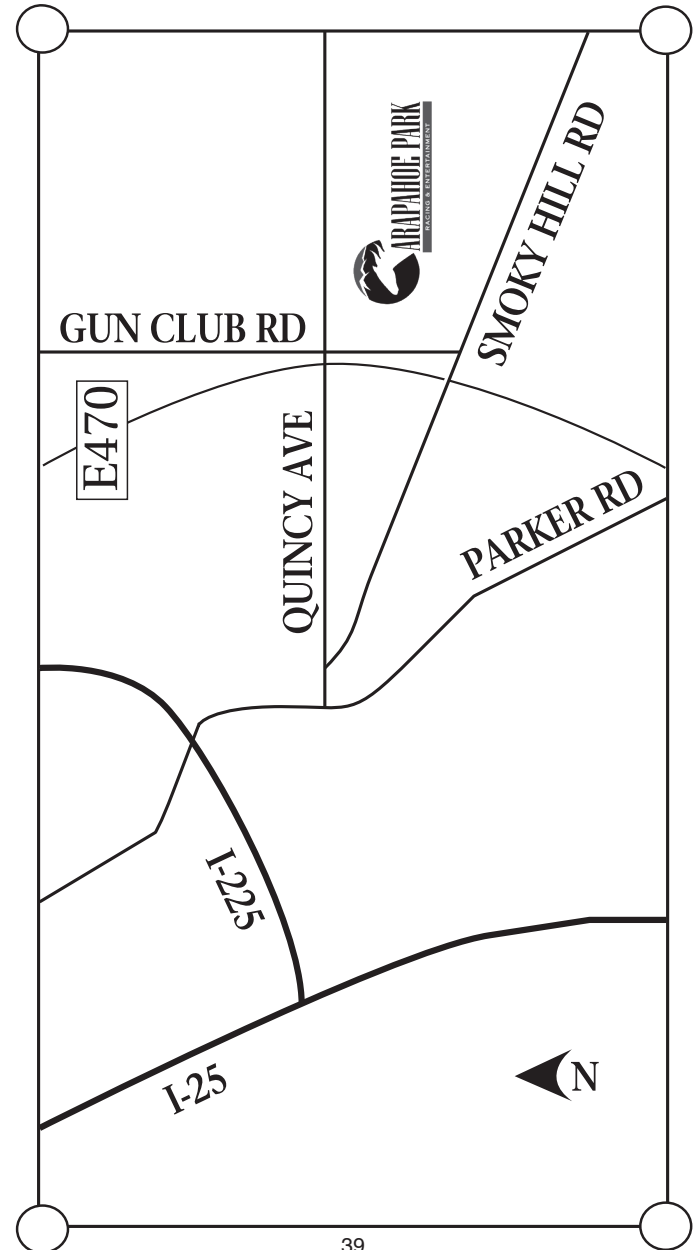 ARAPAHOE PARK
RACING & ENTERTAINMENT
SMOKY HILL RD
GUN CLUB RD
E470
QUINCY AVE
PARKER RD
I-225
I-25
N
39